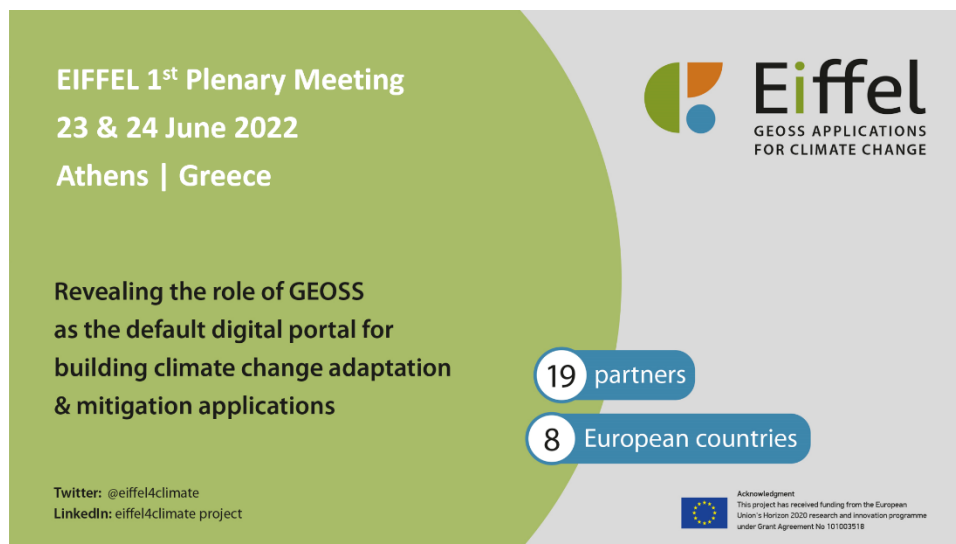 EIFFEL 1st Plenary Meeting
23 & 24 June 2022
Athens | Greece
Eiffel
GEOSS APPLICATIONS
FOR CLIMATE CHANGE
Revealing the role of GEOSS
as the default digital portal for
building climate change adaptation
& mitigation applications
19 partners
8 European countries
Twitter: @eiffel4climate
LinkedIn: eiffel4climate project
Acknowledgment
This project has received funding from the European
Union's Horizon 2020 research and innovation programme
under Grant Agreement No 101003518